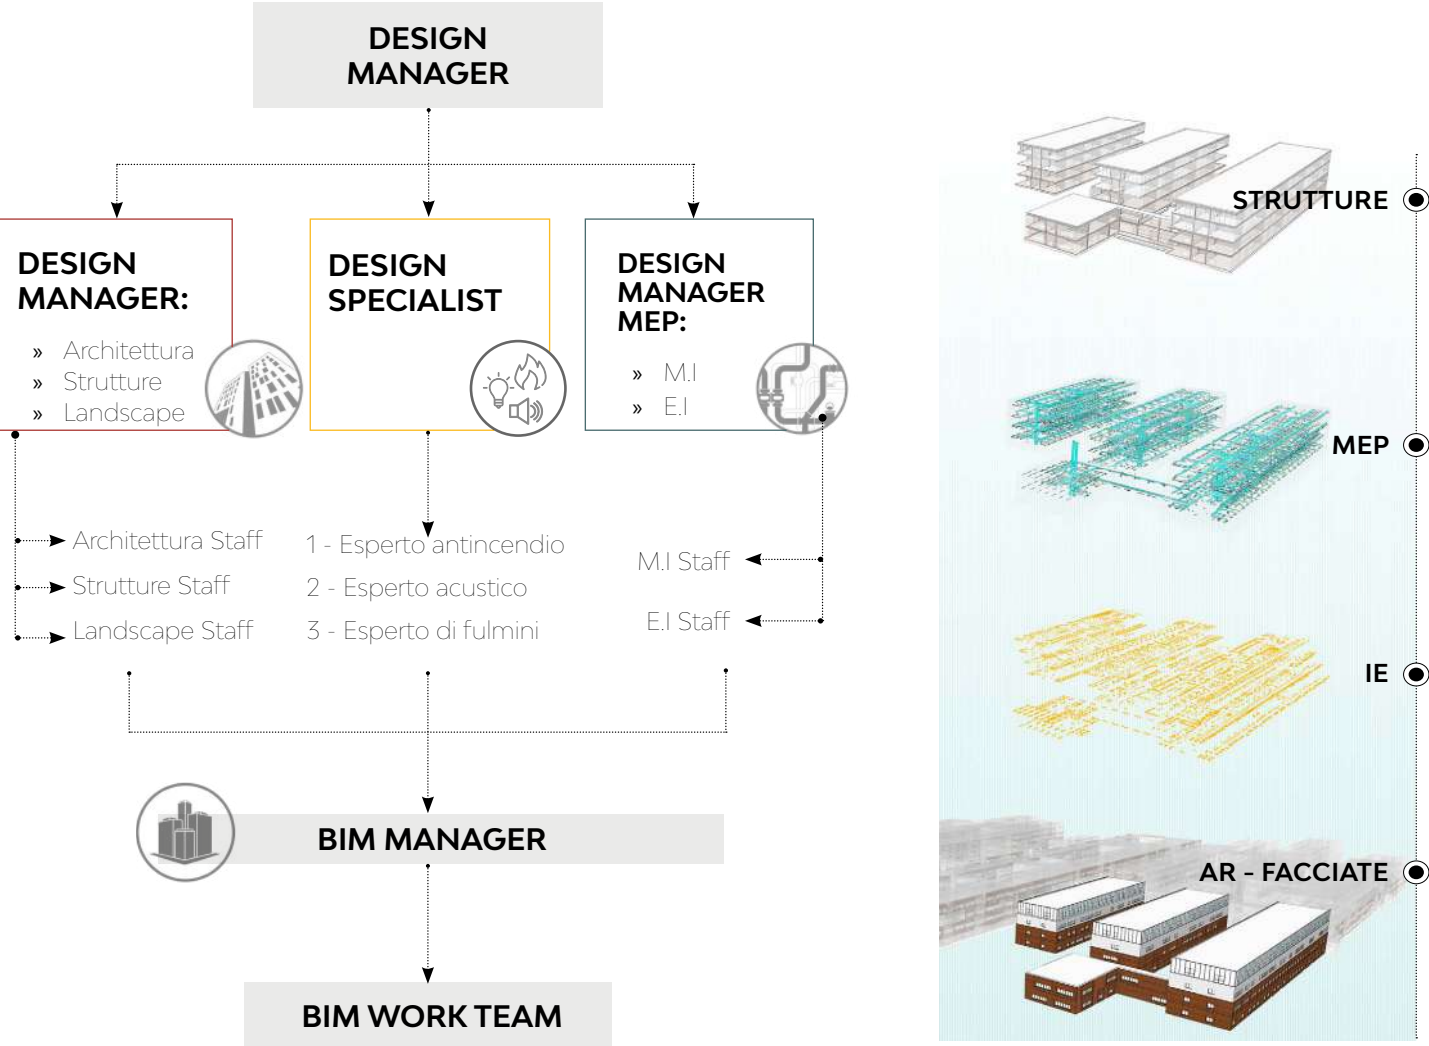 DESIGN
MANAGER
DESIGN
MANAGER:
» Architettura
» Strutture
» Landscape
DESIGN
SPECIALIST
DESIGN
MANAGER
MEP:
» M.I
» E.I
Architettura Staff
Strutture Staff
Landscape Staff
1 - Esperto antincendio
2 - Esperto acustico
3 - Esperto di fulmini
M.I Staff
E.I Staff
BIM MANAGER
BIM WORK TEAM
STRUTTURE
MEP
IE
AR - FACCIATE